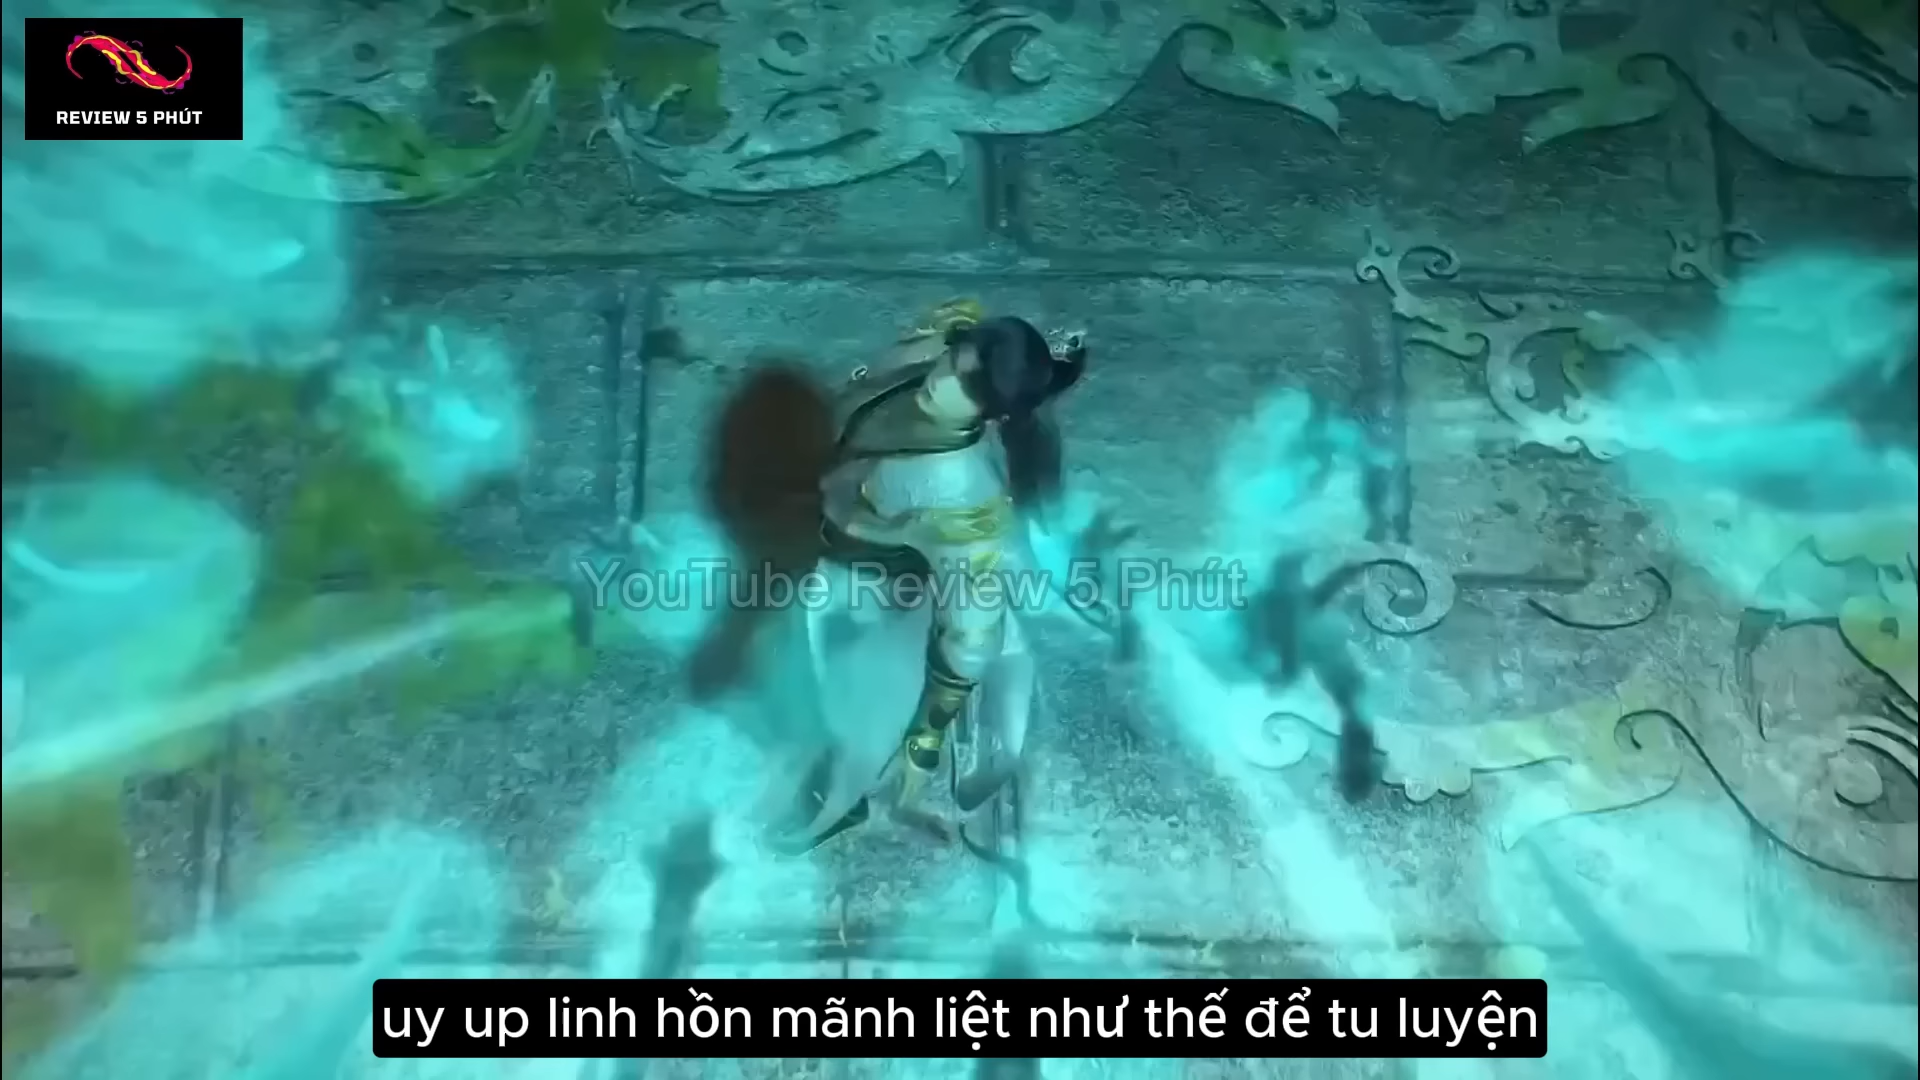 REVIEW 5 PHÚT
YouTube Review 5 Phút
uy up linh hồn mãnh liệt như thế để tu luyện